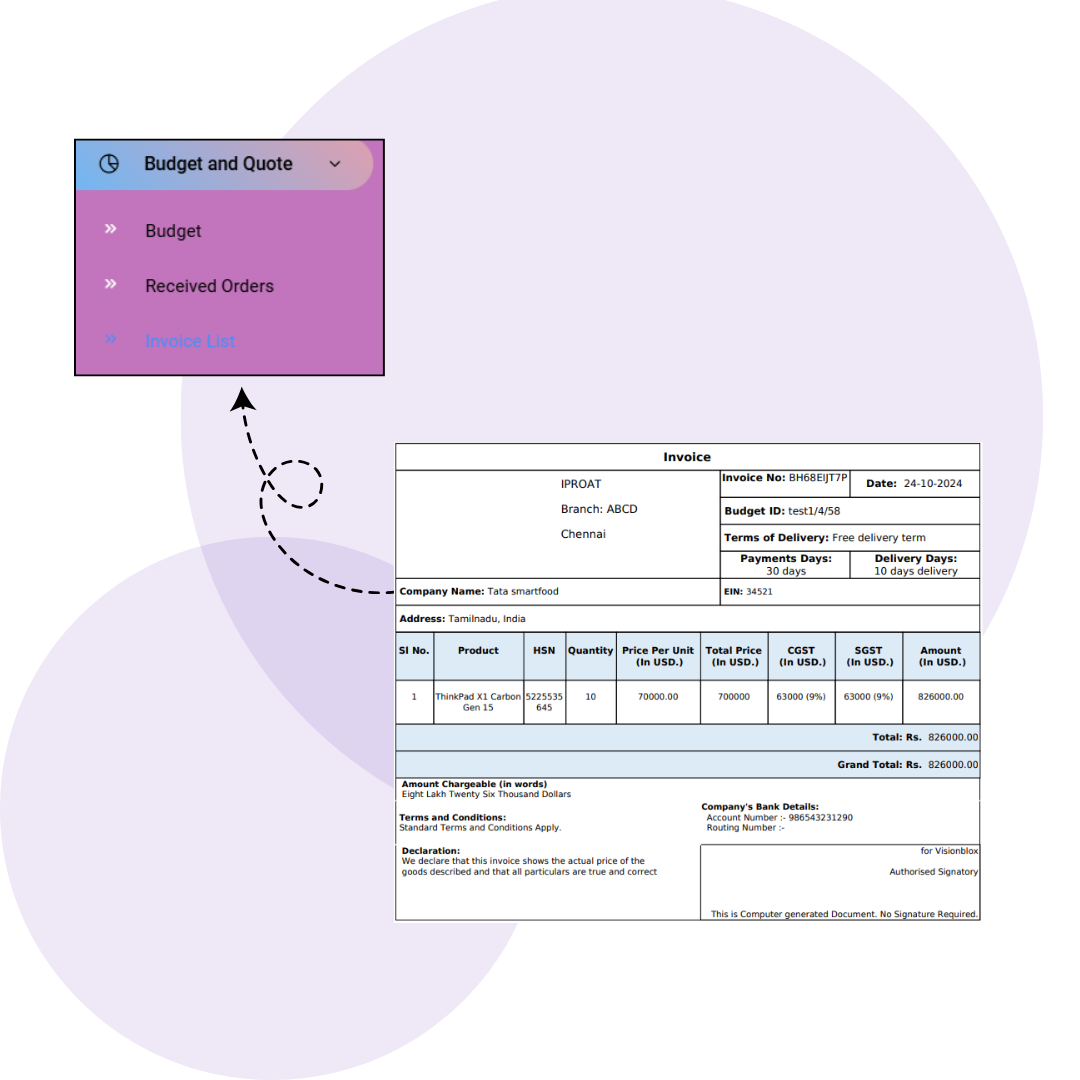 Budget and Quote
Budget
Received Orders
Invoice List
Invoice
IPROAT
Branch: ABCD
Chennai
Invoice No: BH68EIJT7P
Date: 24-10-2024
Budget ID: test1/4/58
Terms of Delivery: Free delivery term
Payments Days:
30 days
Delivery Days:
10 days delivery
Company Name: Tata smartfood
EIN: 34521
Address: Tamilnadu, India
Sl No. Product HSN Quantity Price Per Unit Total Price CGST SGST Amount
(In USD.) (In USD.) (In USD.) (In USD.) (In USD.)
1 ThinkPad X1 Carbon 5225535 10 70000.00 700000 63000 (9%) 63000 (9%) 826000.00
Gen 15 645
Total: Rs. 826000.00
Grand Total: Rs. 826000.00
Amount Chargeable (in words)
Eight Lakh Twenty Six Thousand Dollars
Terms and Conditions:
Standard Terms and Conditions Apply.
Company's Bank Details:
Account Number :- 986543231290
Routing Number :-
Declaration:
We declare that this invoice shows the actual price of the
goods described and that all particulars are true and correct
for Visionblox
Authorised Signatory
This is Computer generated Document. No Signature Required.